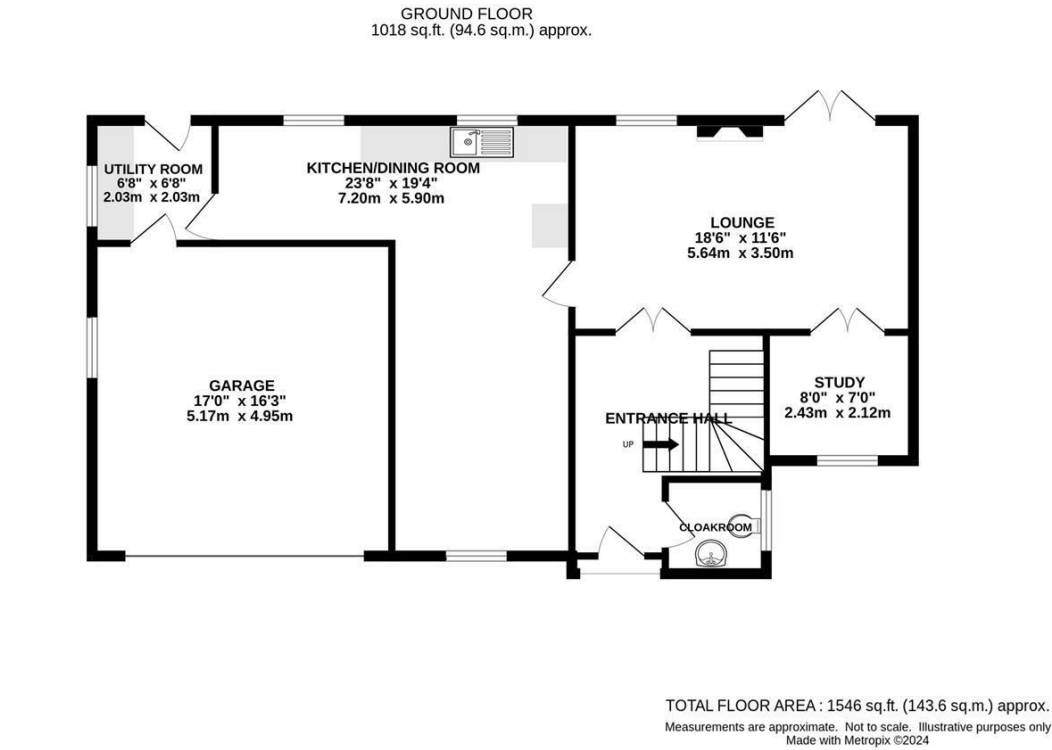 GROUND FLOOR
1018 sq.ft. (94.6 sq.m.) approx.
UTILITY ROOM
6'8" x 6'8"
2.03m x 2.03m
KITCHEN/DINING ROOM
23'8" x 19'4"
7.20m x 5.90m
LOUNGE
18'6" x 11'6"
5.64m x 3.50m
GARAGE
17'0" x 16'3"
5.17m x 4.95m
STUDY
8'0" x 7'0"
2.43m x 2.12m
ENTRANCE HALL
UP
CLOAKROOM
TOTAL FLOOR AREA : 1546 sq.ft. (143.6 sq.m.) approx.
Measurements are approximate. Not to scale. Illustrative purposes only
Made with Metropix ©2024